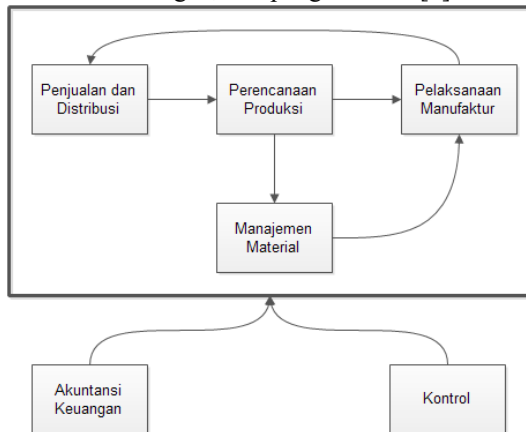 Penjualan dan
Distribusi
Perencanaan
Produksi
Pelaksanaan
Manufaktur
Manajemen
Material
Akuntansi
Keuangan
Kontrol